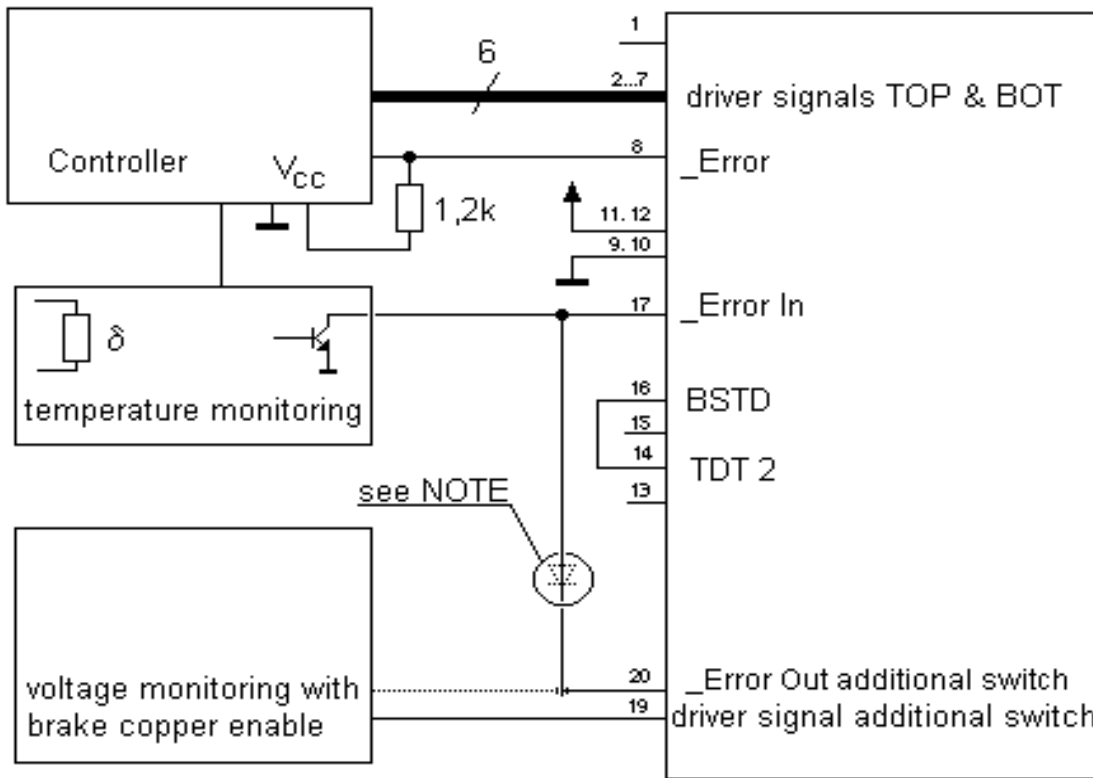 1
6
2...7
driver signals TOP & BOT
Controller
VCC
8
_Error
1,2k
11. 12
9. 10
17
_Error In
δ
temperature monitoring
16
BSTD
15
14
TDT 2
13
see NOTE
voltage monitoring with
brake copper enable
20
_Error Out additional switch
19
driver signal additional switch